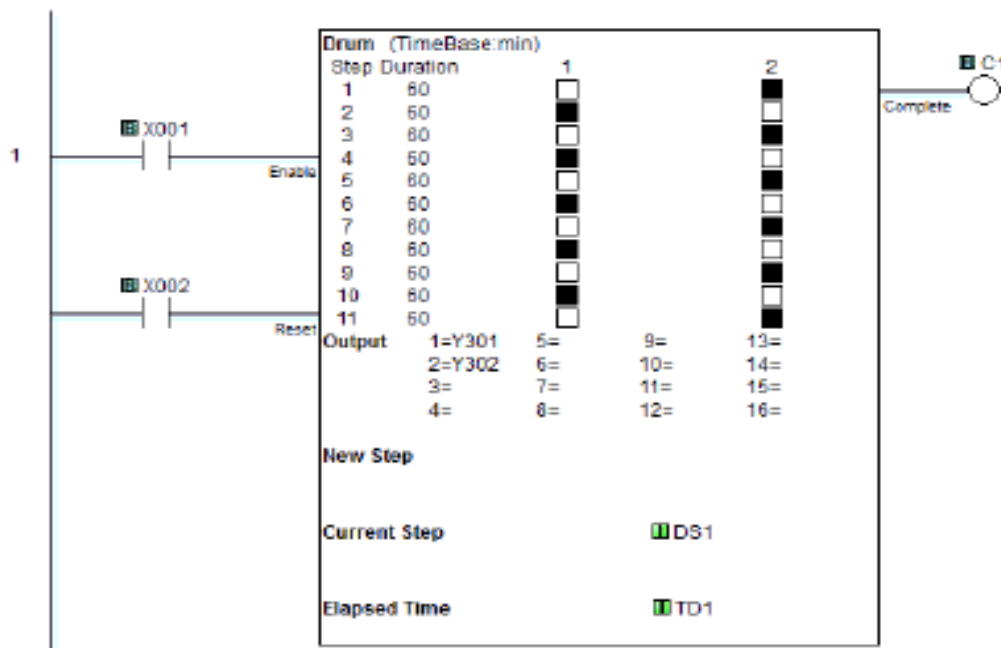 Drum (TimeBase:min)
Step Duration 1 2
1 60
2 60
3 60
4 60
5 60
6 60
7 60
8 60
9 60
10 60
11 60
Output 1=Y301 5= 9= 13=
2=Y302 6= 10= 14=
3= 7= 11= 15=
4= 8= 12= 16=
New Step
Current Step DS1
Elapsed Time TD1
1
X001
Enable
X002
Reset
C1
Complete